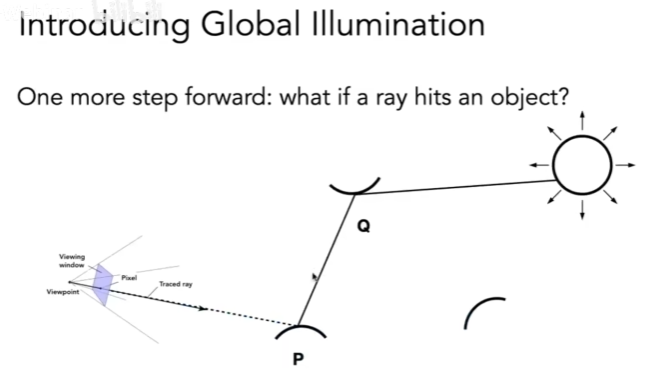 Introducing Global Illumination
One more step forward: what if a ray hits an object?
Viewing
window
Pixel
Viewpoint
Traced ray
Q
P